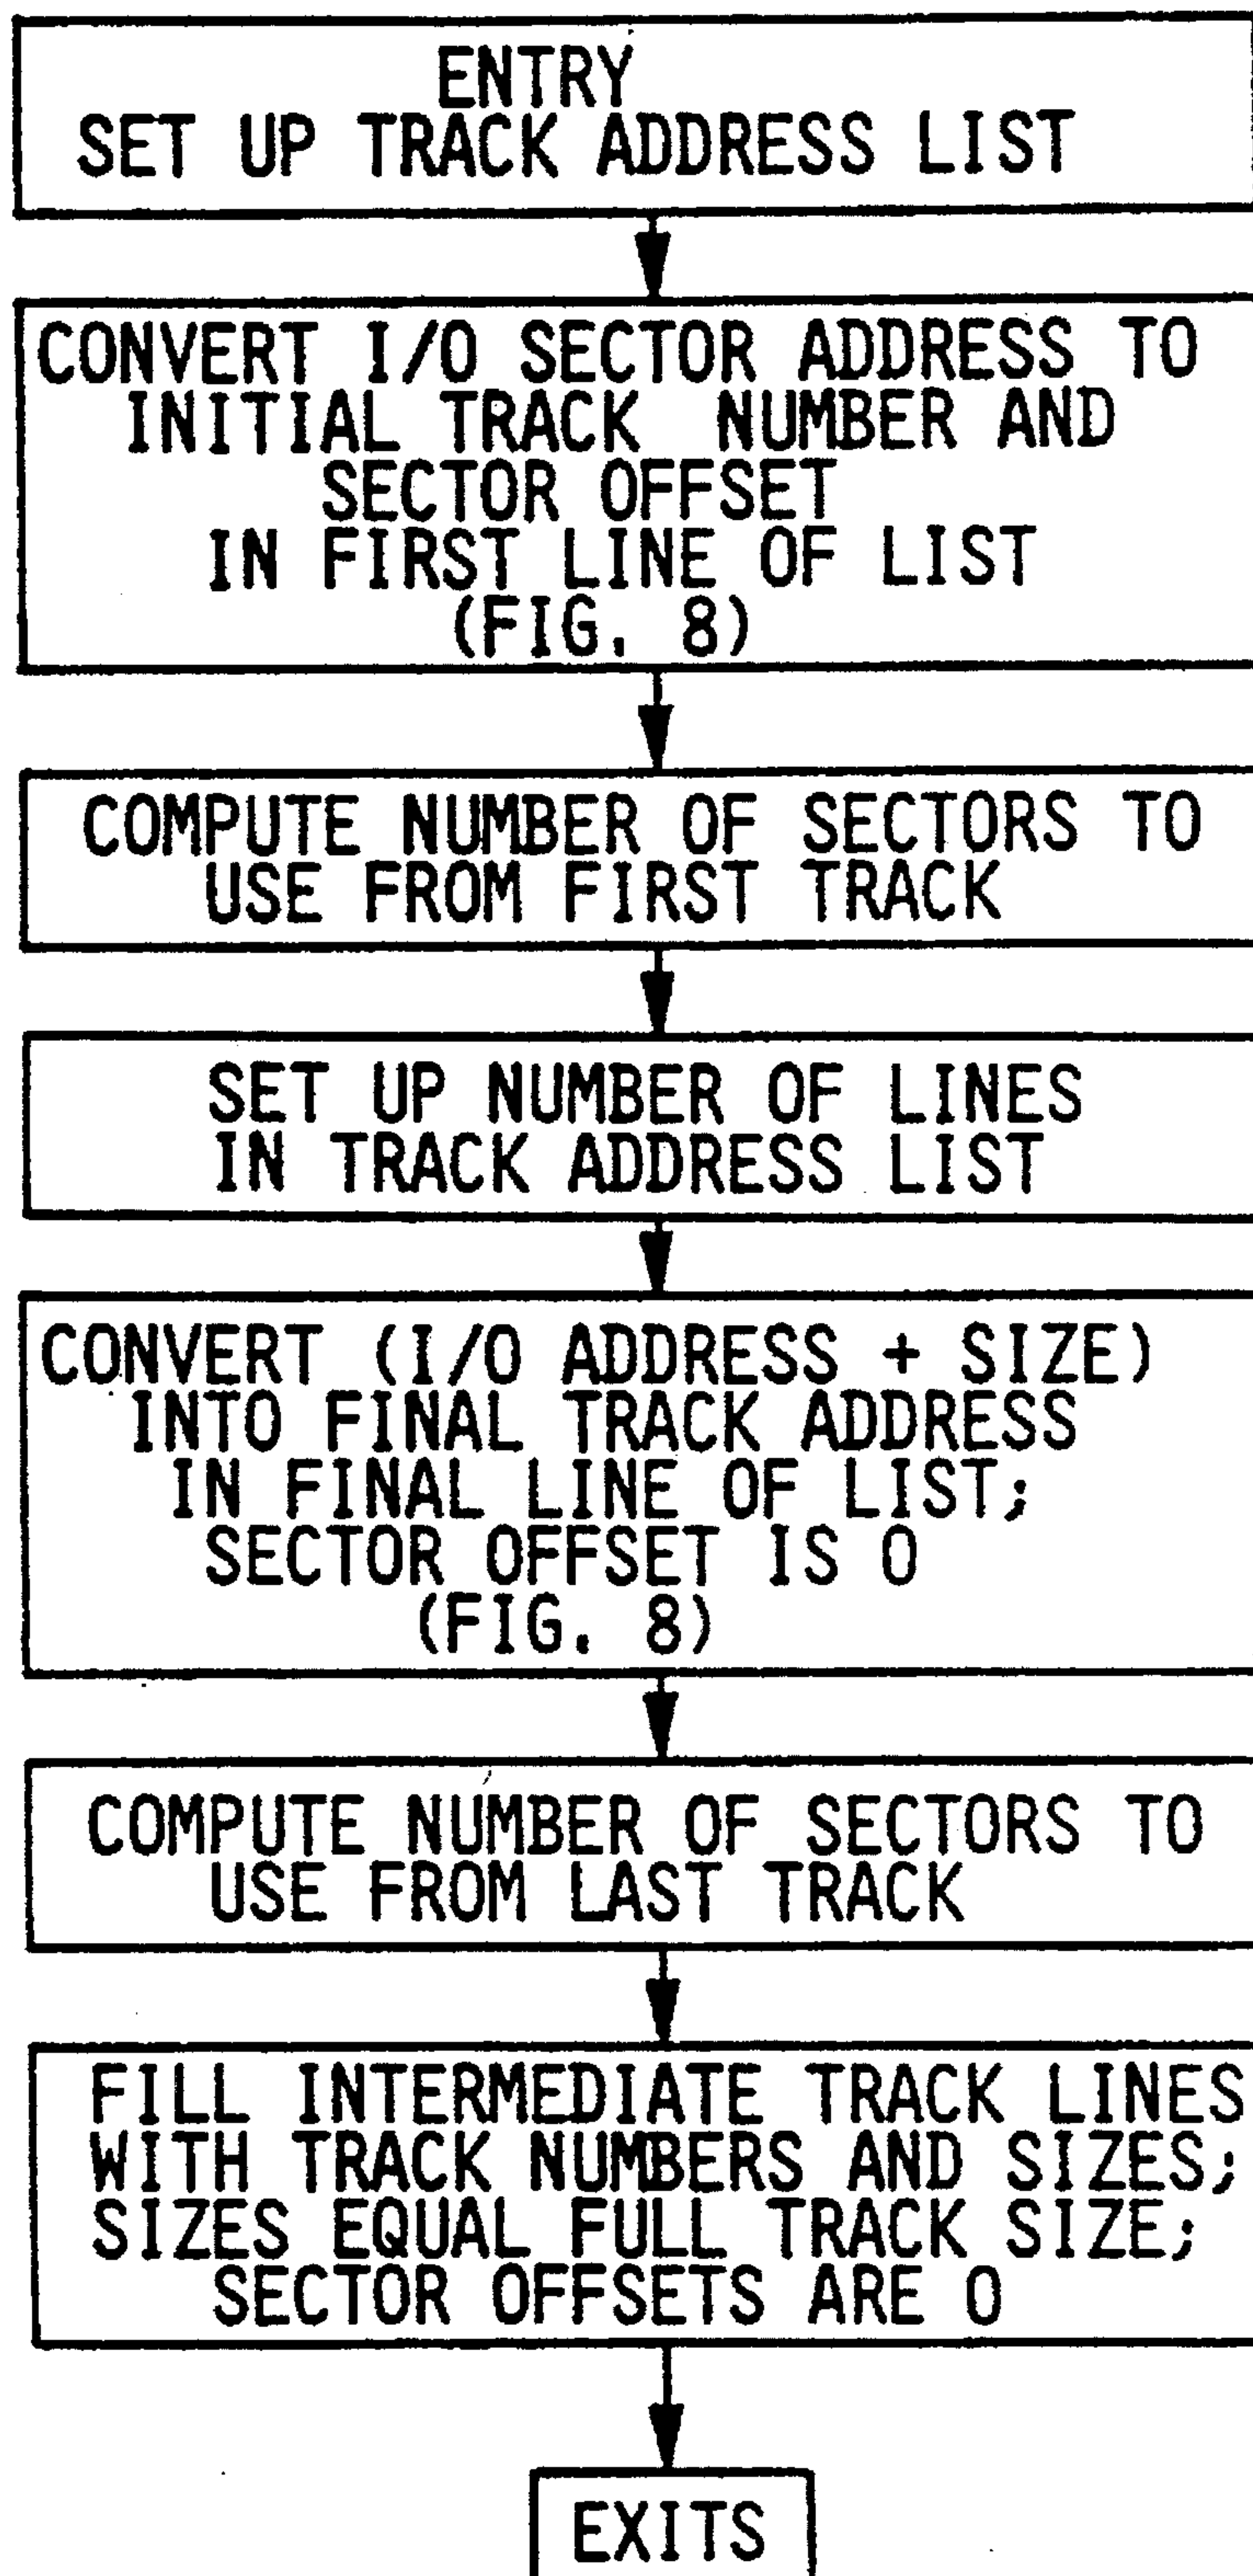 ENTRY
SET UP TRACK ADDRESS LIST
CONVERT I/O SECTOR ADDRESS TO
INITIAL TRACK NUMBER AND
SECTOR OFFSET
IN FIRST LINE OF LIST
(FIG. 8)
COMPUTE NUMBER OF SECTORS TO
USE FROM FIRST TRACK
SET UP NUMBER OF LINES
IN TRACK ADDRESS LIST
CONVERT (I/O ADDRESS + SIZE)
INTO FINAL TRACK ADDRESS
IN FINAL LINE OF LIST;
SECTOR OFFSET IS 0
(FIG. 8)
COMPUTE NUMBER OF SECTORS TO
USE FROM LAST TRACK
FILL INTERMEDIATE TRACK LINES
WITH TRACK NUMBERS AND SIZES;
SIZES EQUAL FULL TRACK SIZE;
SECTOR OFFSETS ARE 0
EXITS